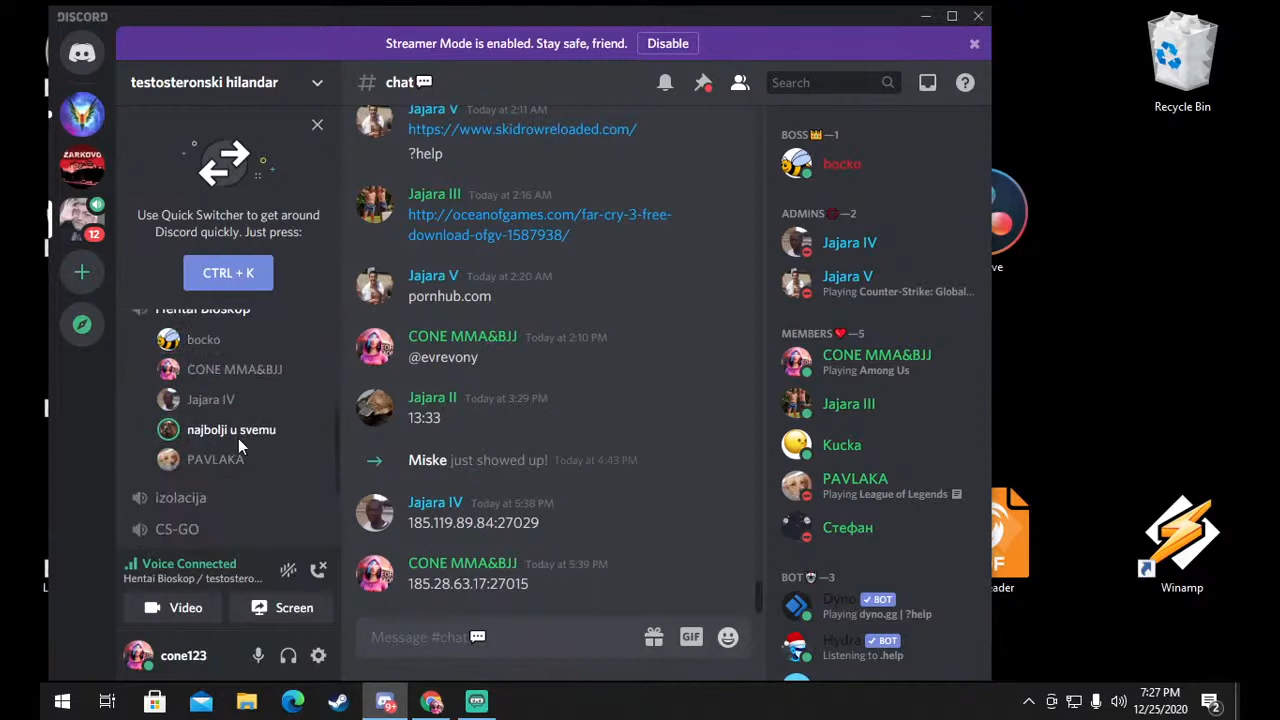 DISCORD
Streamer Mode is enabled. Stay safe, friend. Disable
testosteronski hilandar
# chat
Search
Recycle Bin
ZARKOVO
12
Use Quick Switcher to get around
Discord quickly. Just press:
CTRL + K
Hentai Bioskop
bocko
CONE MMA&BJJ
Jajara IV
najbolji u svemu
PAVLAKA
izolacija
CS-GO
Voice Connected
Hentai Bioskop / testostero...
Video
Screen
cone123
Jajara V Today at 2:11 AM
https://www.skidrowreloaded.com/
?help
Jajara III Today at 2:16 AM
http://oceanofgames.com/far-cry-3-free-
download-ofgv-1587938/
Jajara V Today at 2:20 AM
pornhub.com
CONE MMA&BJJ Today at 2:10 PM
@evrevony
Jajara II Today at 3:29 PM
13:33
Miske just showed up! Today at 4:43 PM
Jajara IV Today at 5:38 PM
185.119.89.84:27029
CONE MMA&BJJ Today at 5:39 PM
185.28.63.17:27015
Message #chat
GIF
BOSS —1
bocko
ADMINS —2
Jajara IV
Jajara V
Playing Counter-Strike: Global...
MEMBERS —5
CONE MMA&BJJ
Playing Among Us
Jajara III
Kucka
PAVLAKA
Playing League of Legends
Стефан
BOT —3
Dyno BOT
Playing dyno.gg | ?help
Hydra BOT
Listening to .help
ve
DF
eader
Winamp
L
9+
7:27 PM
12/25/2020
2